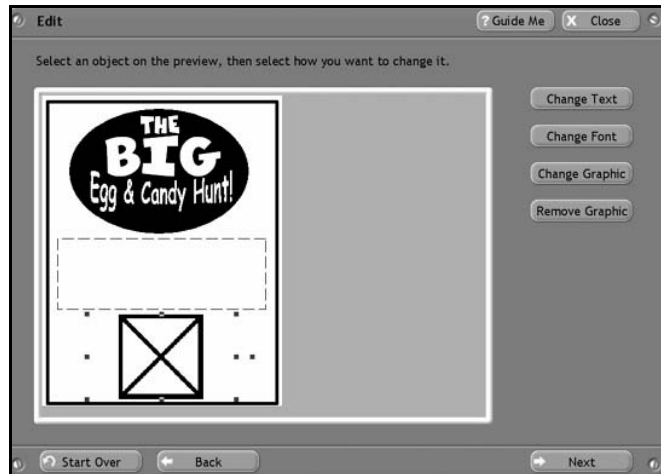 Edit
? Guide Me
X Close
Select an object on the preview, then select how you want to change it.
THE
BIG
Egg & Candy Hunt!
Change Text
Change Font
Change Graphic
Remove Graphic
Start Over
Back
Next